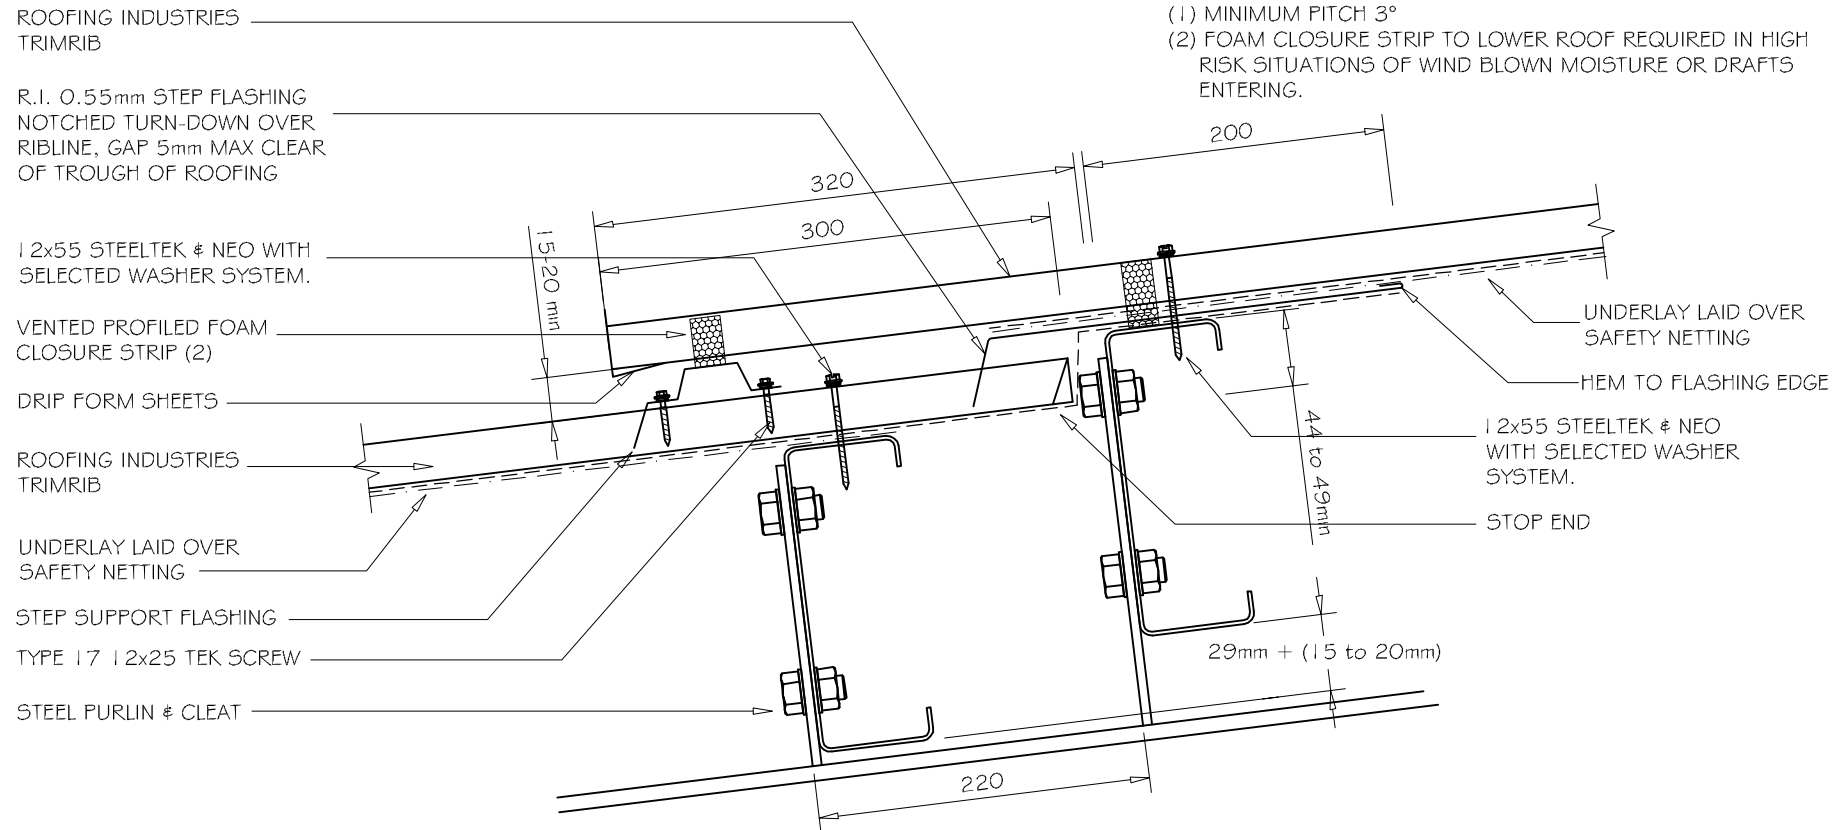 ROOFING INDUSTRIES
TRIMRIB
R.I. 0.55mm STEP FLASHING
NOTCHED TURN-DOWN OVER
RIBLINE, GAP 5mm MAX CLEAR
OF TROUGH OF ROOFING
12x55 STEELTEK & NEO WITH
SELECTED WASHER SYSTEM.
VENTED PROFILED FOAM
CLOSURE STRIP (2)
DRIP FORM SHEETS
ROOFING INDUSTRIES
TRIMRIB
UNDERLAY LAID OVER
SAFETY NETTING
STEP SUPPORT FLASHING
TYPE 17 12x25 TEK SCREW
STEEL PURLIN & CLEAT
(1) MINIMUM PITCH 3°
(2) FOAM CLOSURE STRIP TO LOWER ROOF REQUIRED IN HIGH
RISK SITUATIONS OF WIND BLOWN MOISTURE OR DRAFTS
ENTERING.
200
320
300
15-20 min
UNDERLAY LAID OVER
SAFETY NETTING
HEM TO FLASHING EDGE
12x55 STEELTEK & NEO
WITH SELECTED WASHER
SYSTEM.
STOP END
44 to 49mm
29mm + (15 to 20mm)
220